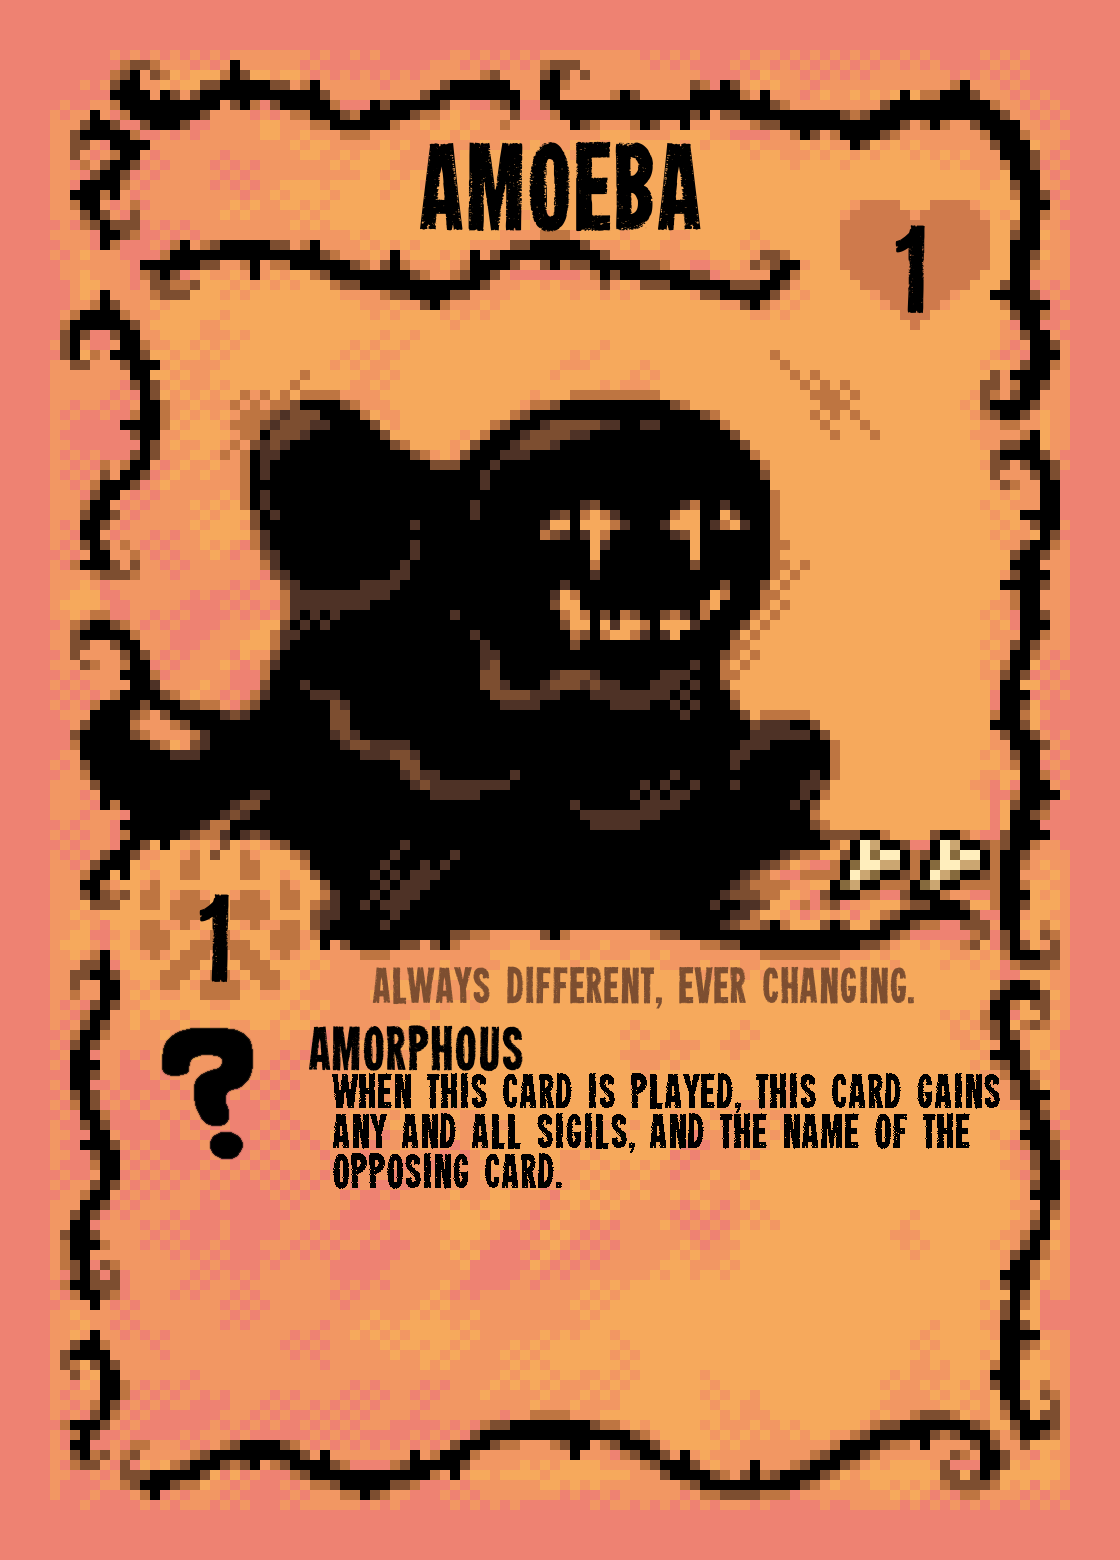 AMOEBA
1
1
ALWAYS DIFFERENT, EVER CHANGING.
?
AMORPHOUS
WHEN THIS CARD IS PLAYED, THIS CARD GAINS
ANY AND ALL SIGILS, AND THE NAME OF THE
OPPOSING CARD.